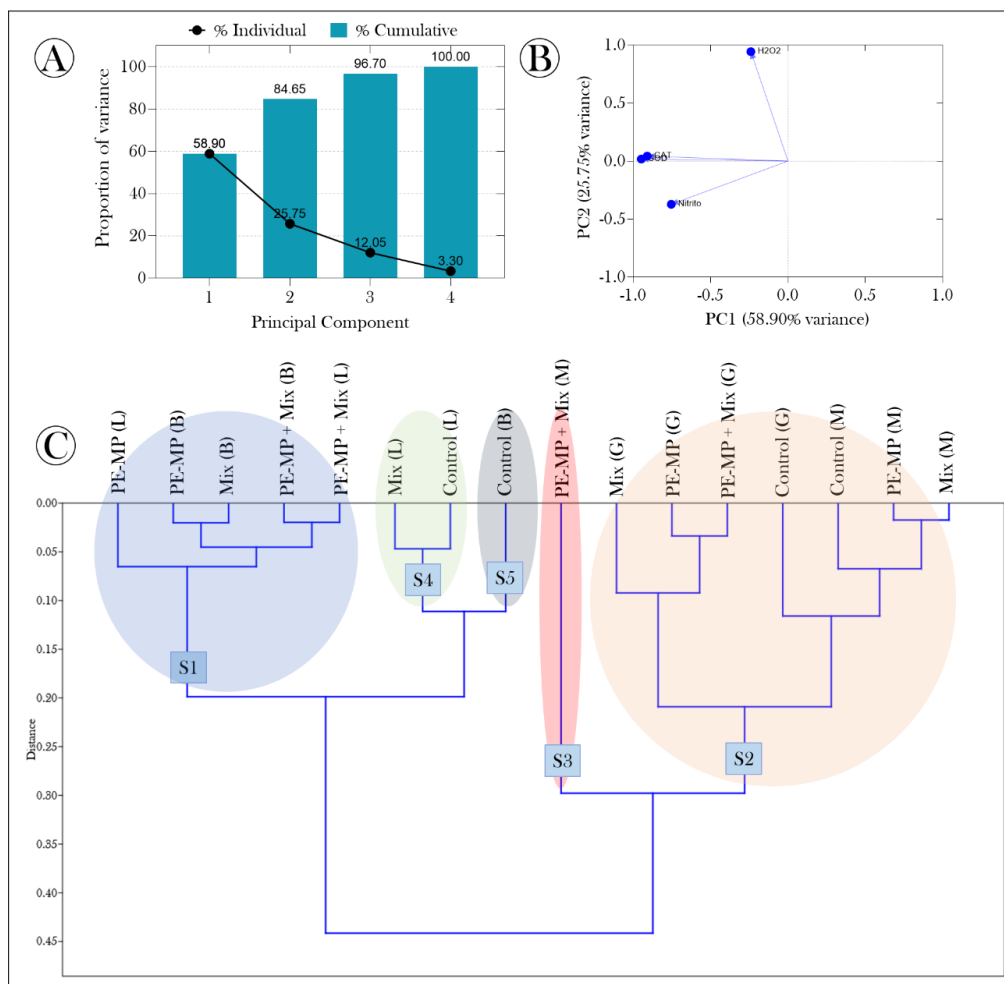 A
% Individual
% Cumulative
Proportion of variance
100
80
60
40
20
0
58.90
84.65
96.70
100.00
25.75
12.05
3.30
1
2
3
4
Principal Component
B
PC2 (25.75% variance)
1.0
0.5
0.0
-0.5
-1.0
H2O2
CAT
Nitrito
-1.0
-0.5
0.0
0.5
1.0
PC1 (58.90% variance)
C
PE-MP (L)
PE-MP (B)
Mix (B)
PE-MP + Mix (B)
PE-MP + Mix (L)
Mix (L)
Control (L)
Control (B)
PE-MP + Mix (M)
Mix (G)
PE-MP (G)
PE-MP + Mix (G)
Control (G)
Control (M)
PE-MP (M)
Mix (M)
Distance
0.00
0.05
0.10
0.15
0.20
0.25
0.30
0.35
0.40
0.45
S4
S5
S1
S3
S2